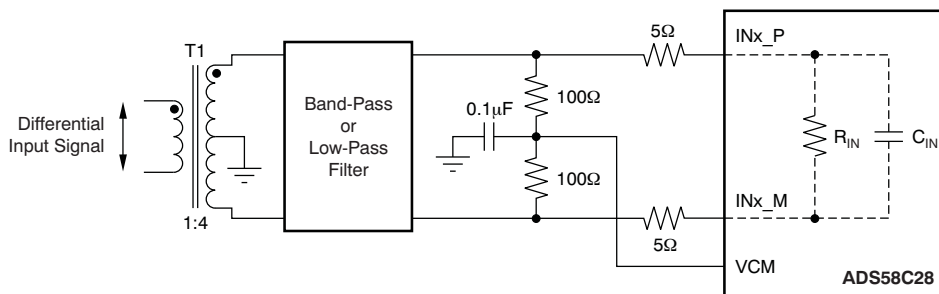 T1
Differential
Input Signal
1:4
Band-Pass
or
Low-Pass
Filter
0.1µF
100Ω
100Ω
5Ω
5Ω
INx_P
R_IN
C_IN
INx_M
VCM
ADS58C28